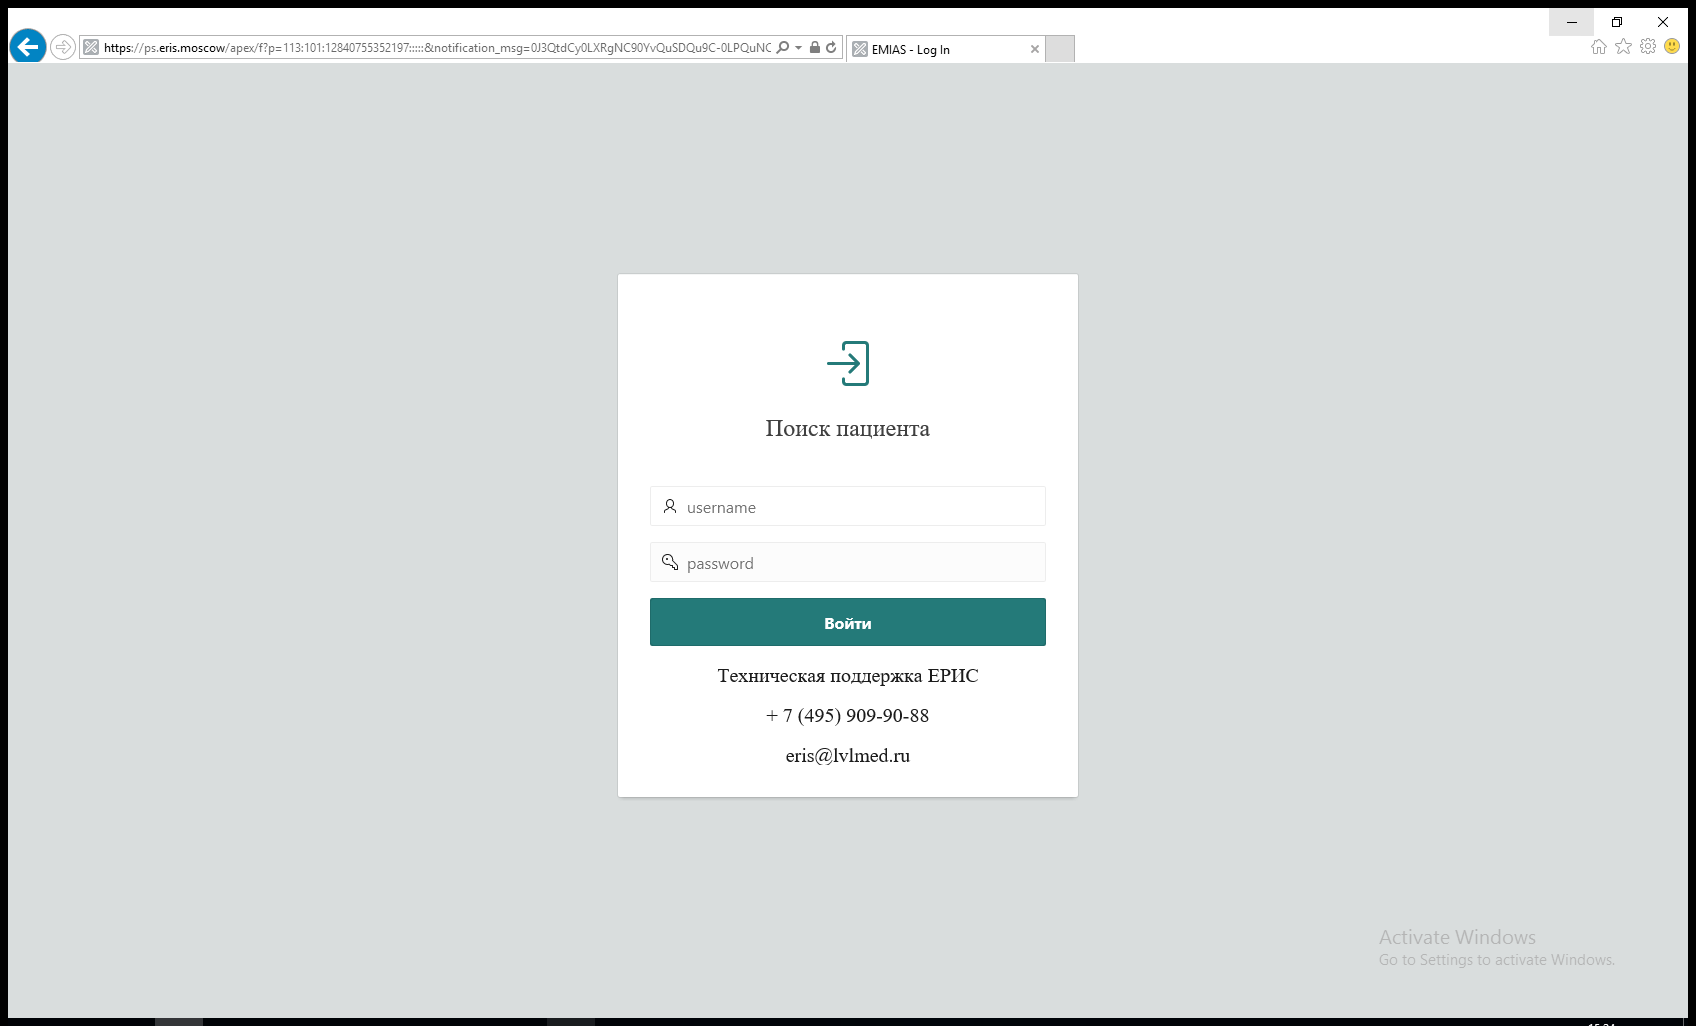 https://ps.eris.moscow/apex/f?p=113:101:12840755352197:::::&notification_msg=0J3QtdCy0LXRgNC90YvQuSDQu9C-0LPQuNC
EMIAS - Log In
Поиск пациента
username
password
Войти
Техническая поддержка ЕРИС
+ 7 (495) 909-90-88
eris@lvlmed.ru
Activate Windows
Go to Settings to activate Windows.